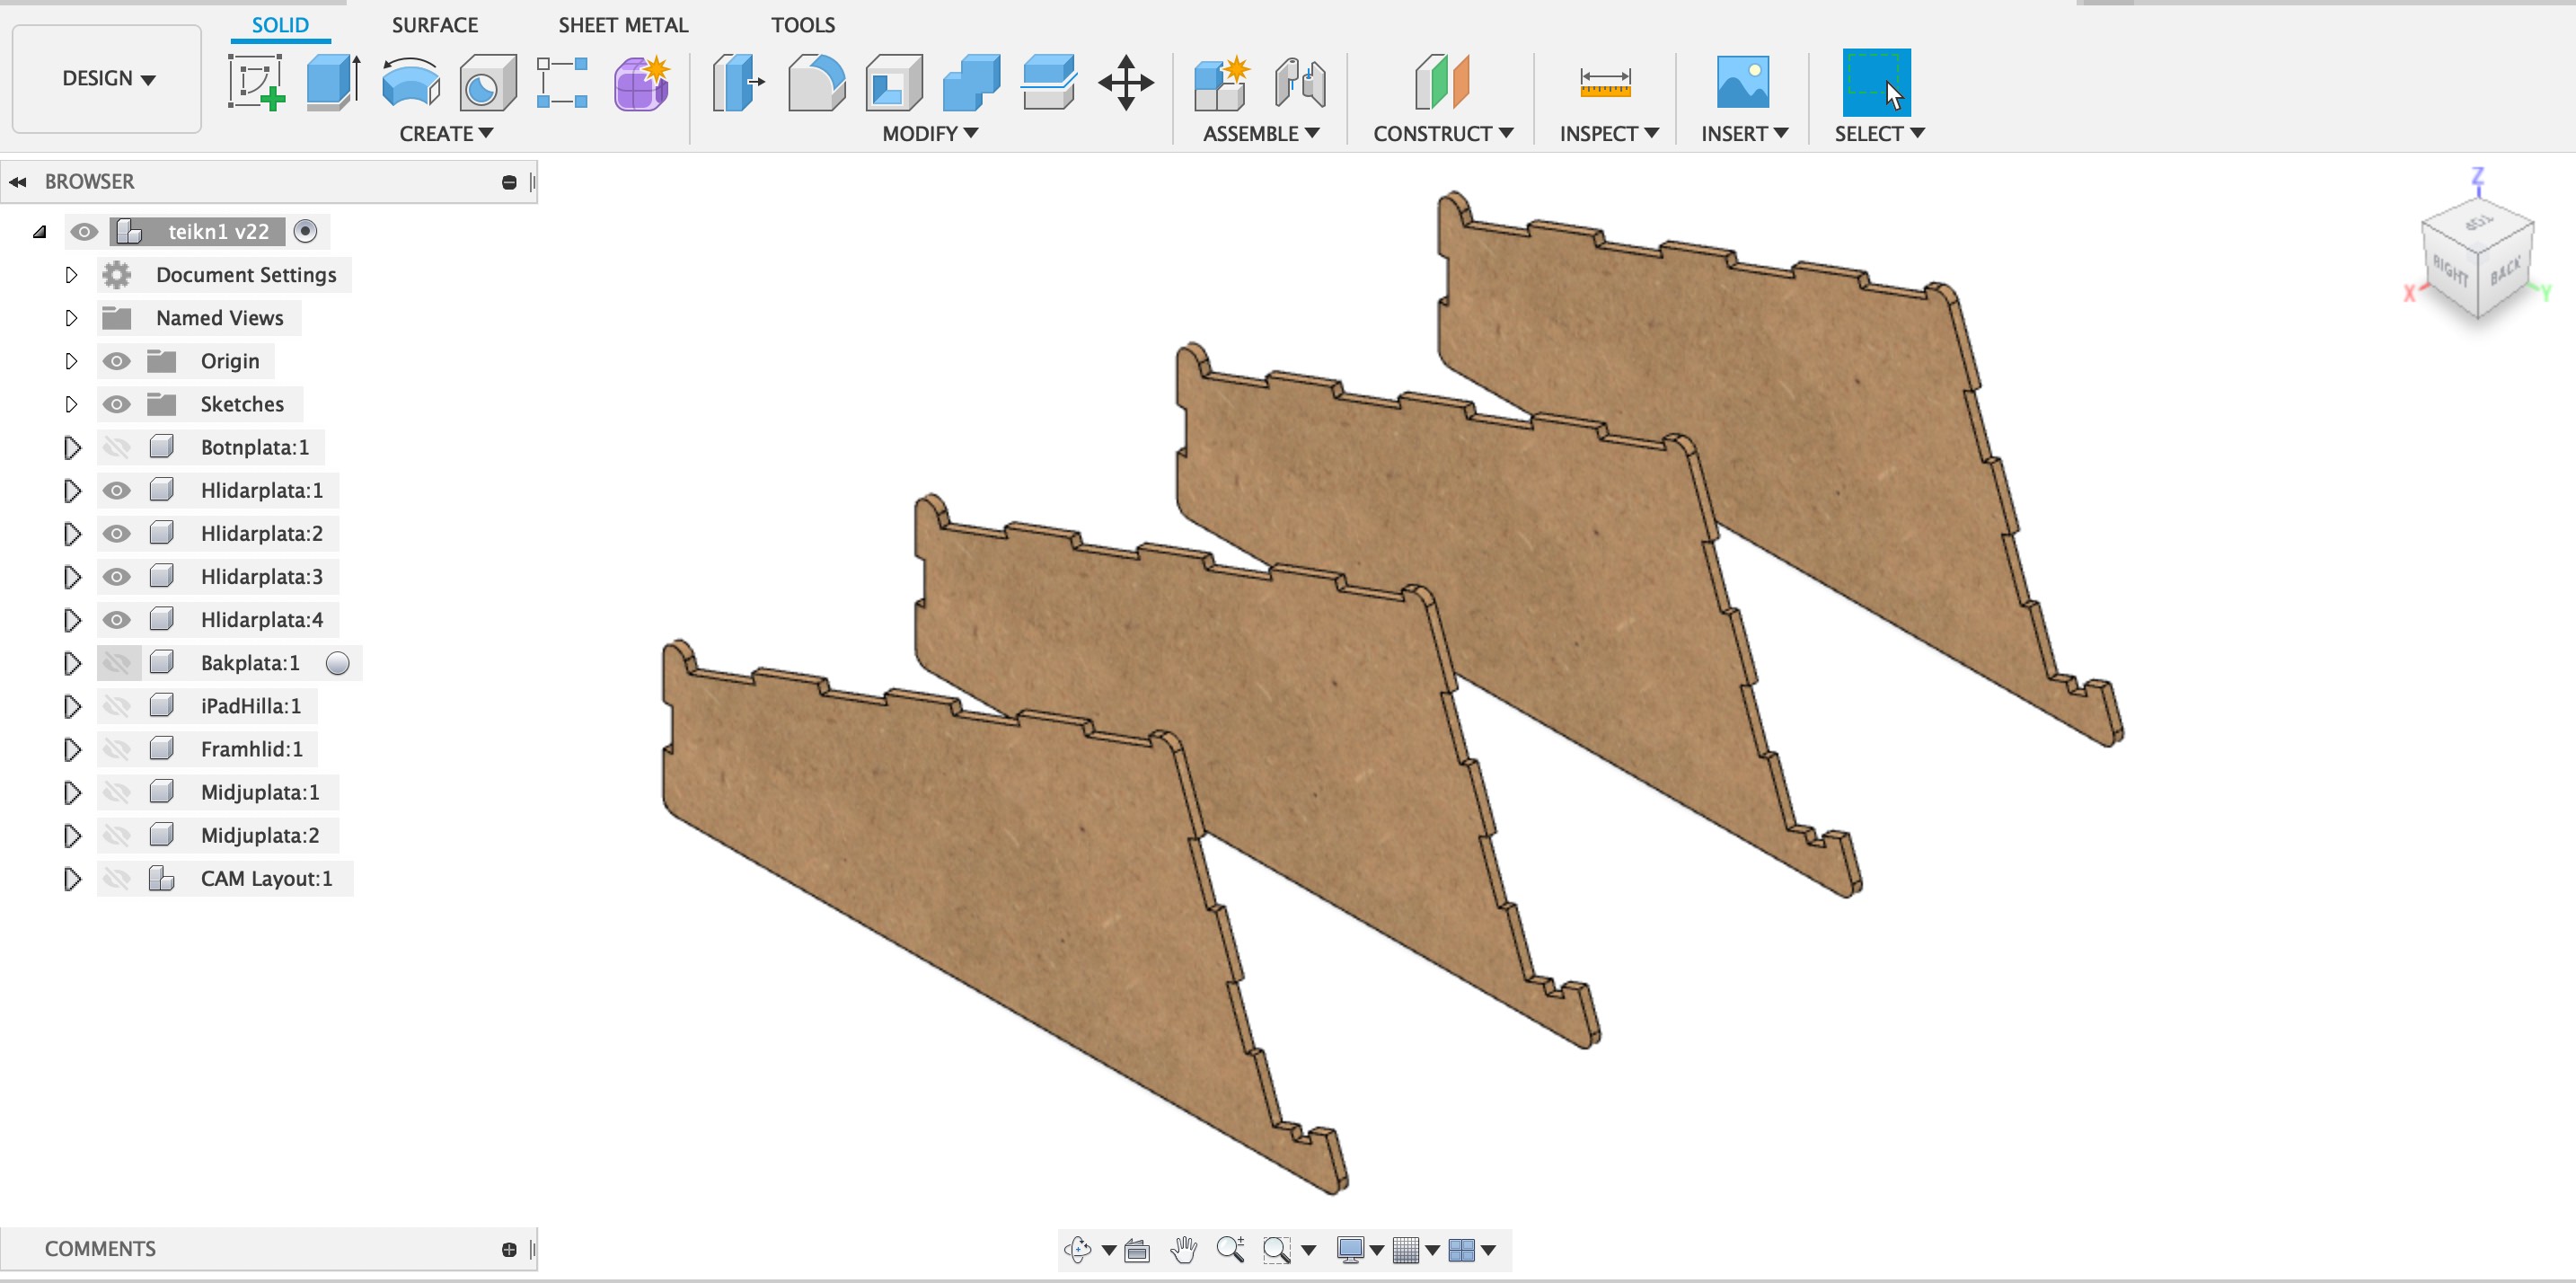 SOLID SURFACE SHEET METAL TOOLS
DESIGN
CREATE MODIFY ASSEMBLE CONSTRUCT INSPECT INSERT SELECT
BROWSER
teikn1 v22
Document Settings
Named Views
Origin
Sketches
Botnplata:1
Hlidarplata:1
Hlidarplata:2
Hlidarplata:3
Hlidarplata:4
Bakplata:1
iPadHilla:1
Framhlid:1
Midjuplata:1
Midjuplata:2
CAM Layout:1
Z
TOP
RIGHT BACK
X Y
COMMENTS